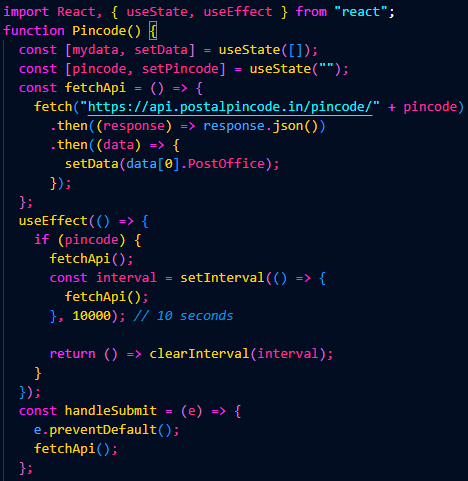 import React, { useState, useEffect } from "react";
function Pincode() {
const [mydata, setData] = useState([]);
const [pincode, setPincode] = useState("");
const fetchApi = () => {
fetch("https://api.postalpincode.in/pincode/" + pincode)
.then((response) => response.json())
.then((data) => {
setData(data[0].PostOffice);
});
};
useEffect(() => {
if (pincode) {
fetchApi();
const interval = setInterval(() => {
fetchApi();
}, 10000); // 10 seconds
return () => clearInterval(interval);
}
});
const handleSubmit = (e) => {
e.preventDefault();
fetchApi();
};